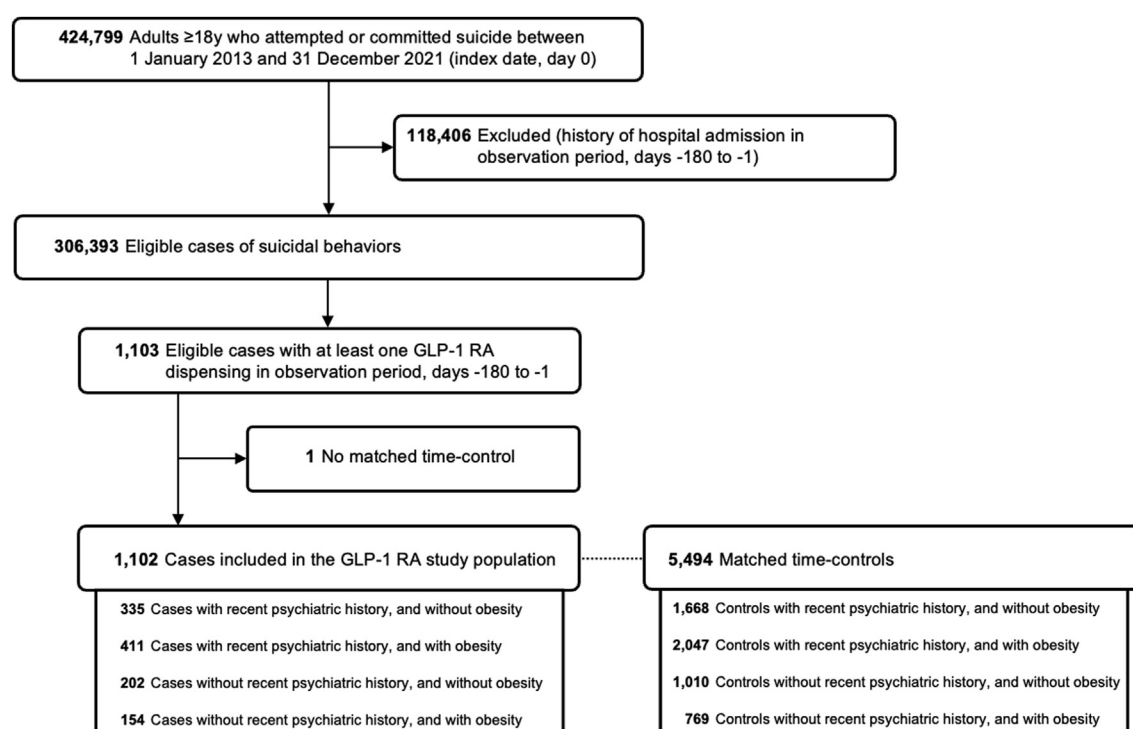 424,799 Adults ≥18y who attempted or committed suicide between
1 January 2013 and 31 December 2021 (index date, day 0)
118,406 Excluded (history of hospital admission in
observation period, days -180 to -1)
306,393 Eligible cases of suicidal behaviors
1,103 Eligible cases with at least one GLP-1 RA
dispensing in observation period, days -180 to -1
1 No matched time-control
1,102 Cases included in the GLP-1 RA study population
335 Cases with recent psychiatric history, and without obesity
411 Cases with recent psychiatric history, and with obesity
202 Cases without recent psychiatric history, and without obesity
154 Cases without recent psychiatric history, and with obesity
5,494 Matched time-controls
1,668 Controls with recent psychiatric history, and without obesity
2,047 Controls with recent psychiatric history, and with obesity
1,010 Controls without recent psychiatric history, and without obesity
769 Controls without recent psychiatric history, and with obesity